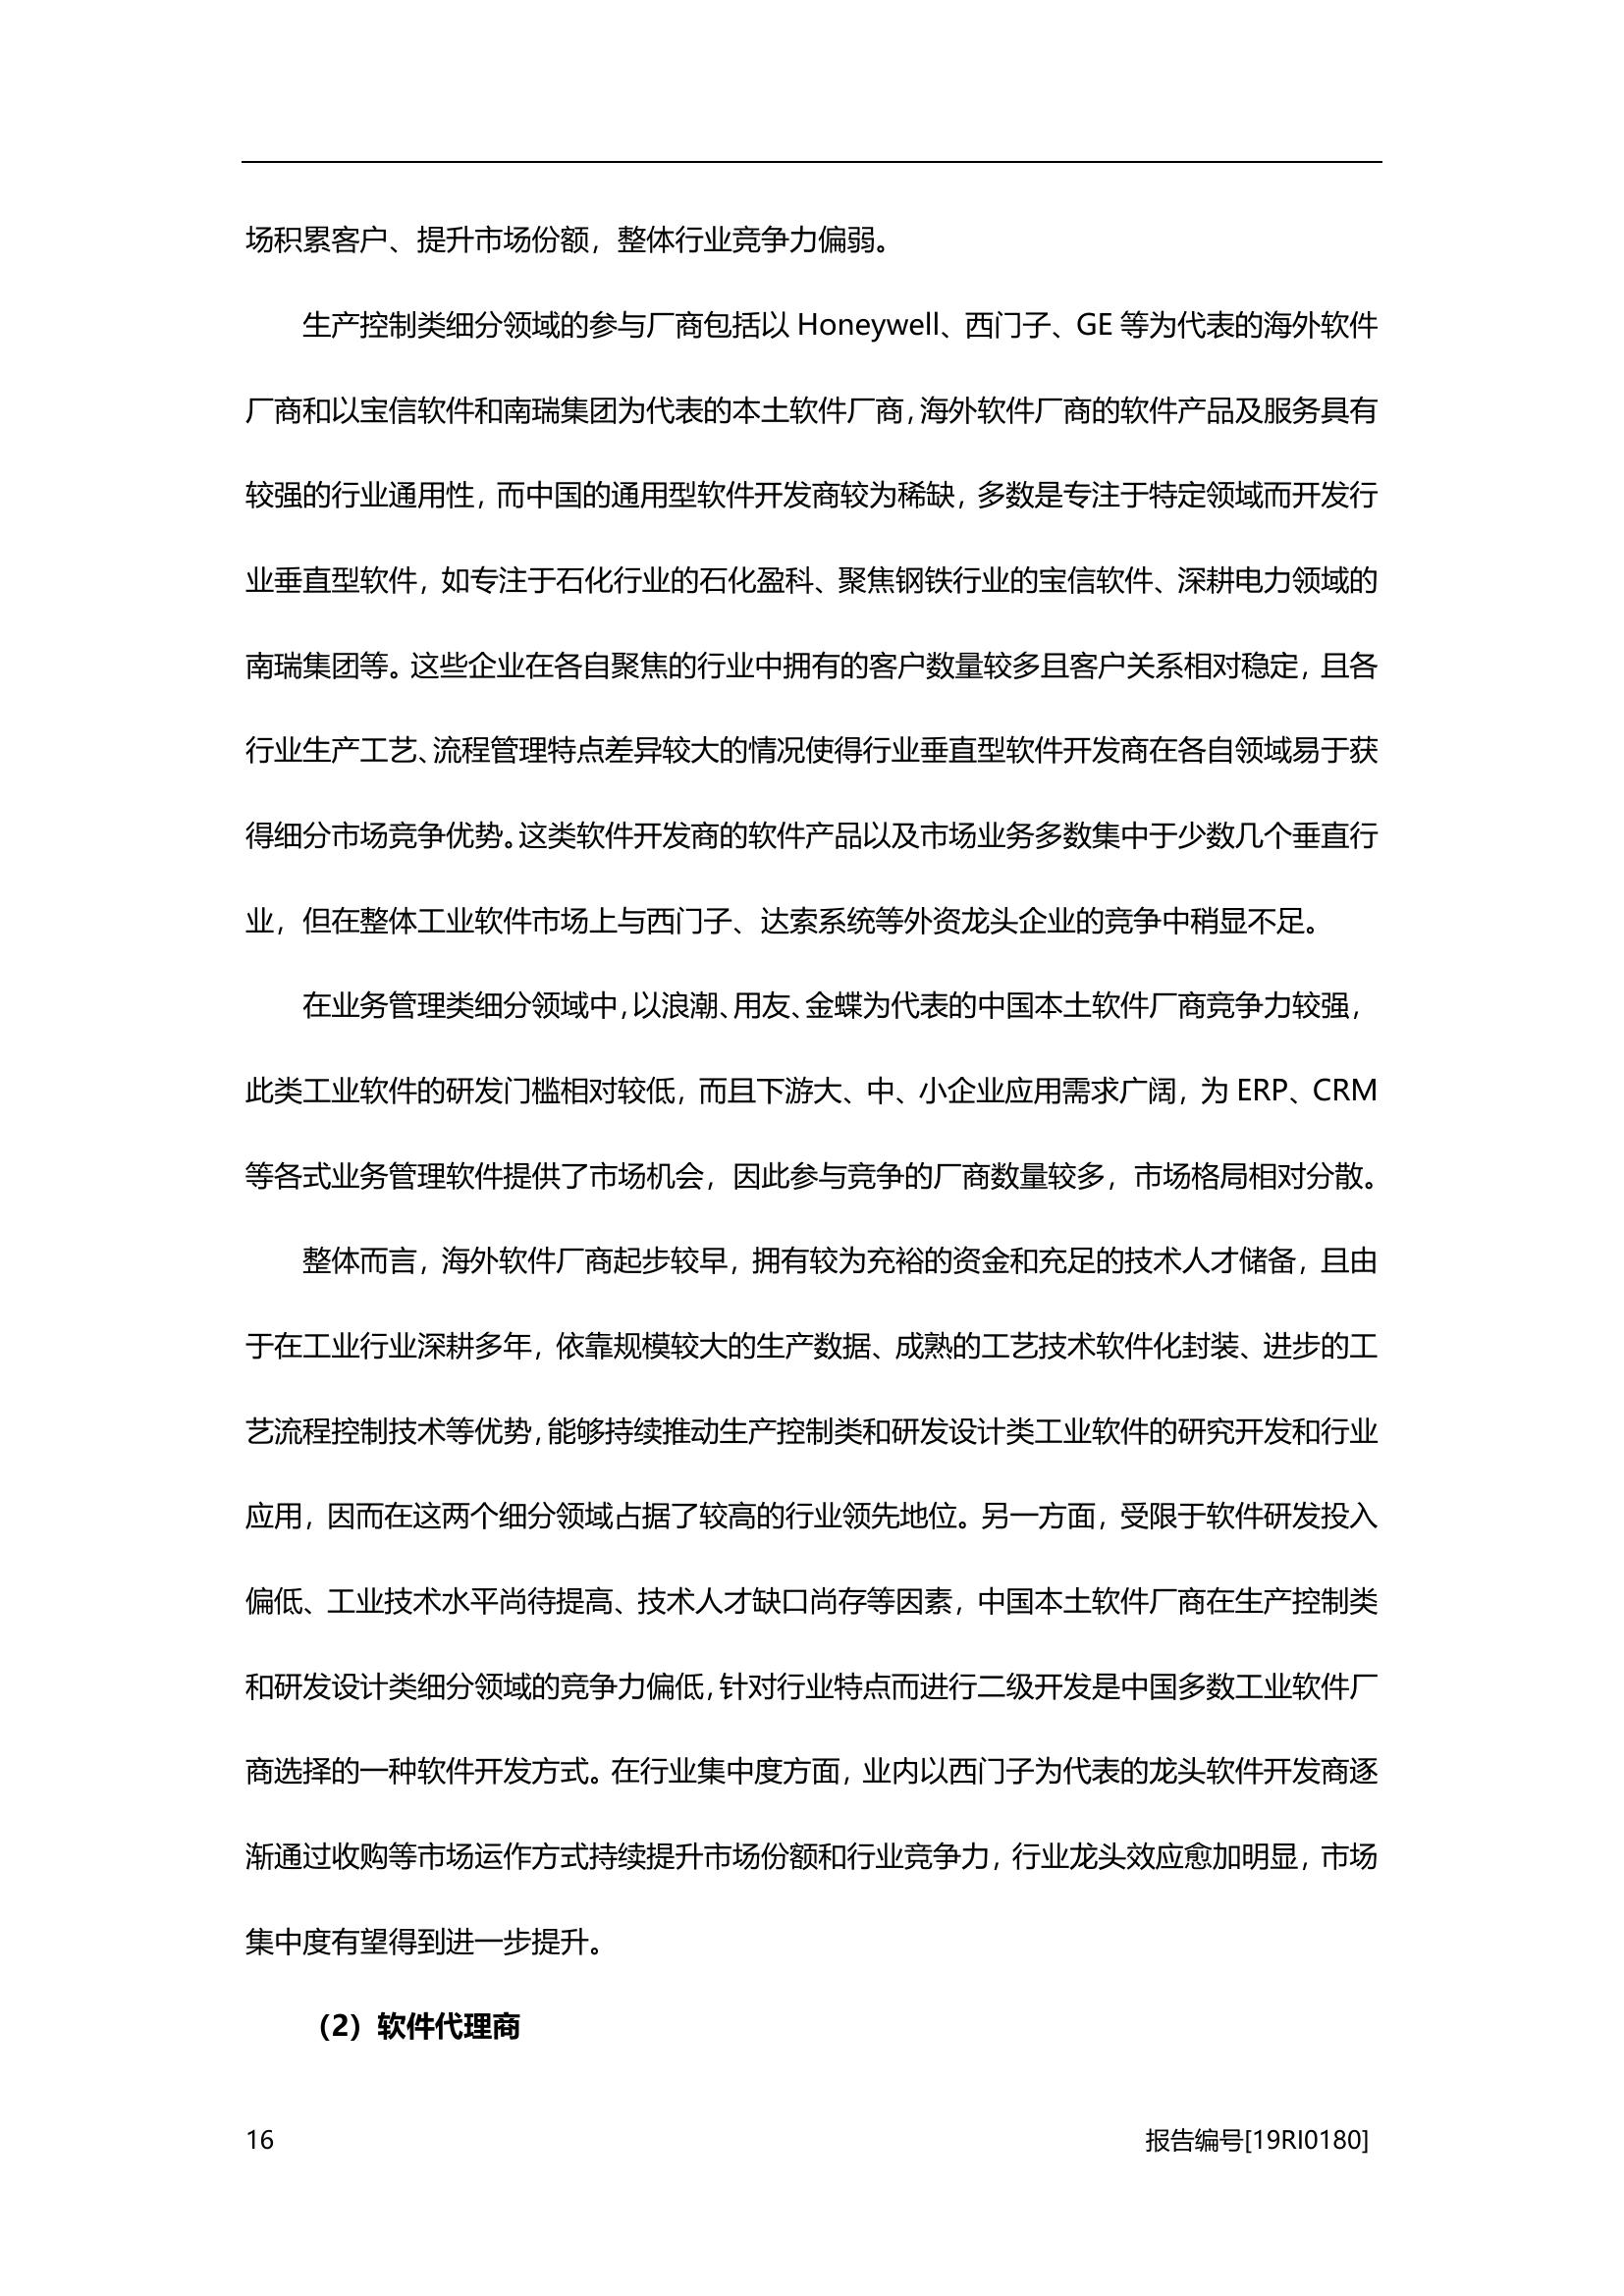 场积累客户、提升市场份额，整体行业竞争力偏弱。
生产控制类细分领域的参与厂商包括以 Honeywell、西门子、GE 等为代表的海外软件
厂商和以宝信软件和南瑞集团为代表的本土软件厂商，海外软件厂商的软件产品及服务具有
较强的行业通用性，而中国的通用型软件开发商较为稀缺，多数是专注于特定领域而开发行
业垂直型软件，如专注于石化行业的石化盈科、聚焦钢铁行业的宝信软件、深耕电力领域的
南瑞集团等。这些企业在各自聚焦的行业中拥有的客户数量较多且客户关系相对稳定，且各
行业生产工艺、流程管理特点差异较大的情况使得行业垂直型软件开发商在各自领域易于获
得细分市场竞争优势。这类软件开发商的软件产品以及市场业务多数集中于少数几个垂直行
业，但在整体工业软件市场上与西门子、达索系统等外资龙头企业的竞争中稍显不足。
在业务管理类细分领域中，以浪潮、用友、金蝶为代表的中国本土软件厂商竞争力较强，
此类工业软件的研发门槛相对较低，而且下游大、中、小企业应用需求广阔，为 ERP、CRM
等各式业务管理软件提供了市场机会，因此参与竞争的厂商数量较多，市场格局相对分散。
整体而言，海外软件厂商起步较早，拥有较为充裕的资金和充足的技术人才储备，且由
于在工业行业深耕多年，依靠规模较大的生产数据、成熟的工艺技术软件化封装、进步的工
艺流程控制技术等优势，能够持续推动生产控制类和研发设计类工业软件的研究开发和行业
应用，因而在这两个细分领域占据了较高的行业领先地位。另一方面，受限于软件研发投入
偏低、工业技术水平尚待提高、技术人才缺口尚存等因素，中国本土软件厂商在生产控制类
和研发设计类细分领域的竞争力偏低，针对行业特点而进行二级开发是中国多数工业软件厂
商选择的一种软件开发方式。在行业集中度方面，业内以西门子为代表的龙头软件开发商逐
渐通过收购等市场运作方式持续提升市场份额和行业竞争力，行业龙头效应愈加明显，市场
集中度有望得到进一步提升。
（2）软件代理商
16 报告编号[19RI0180]